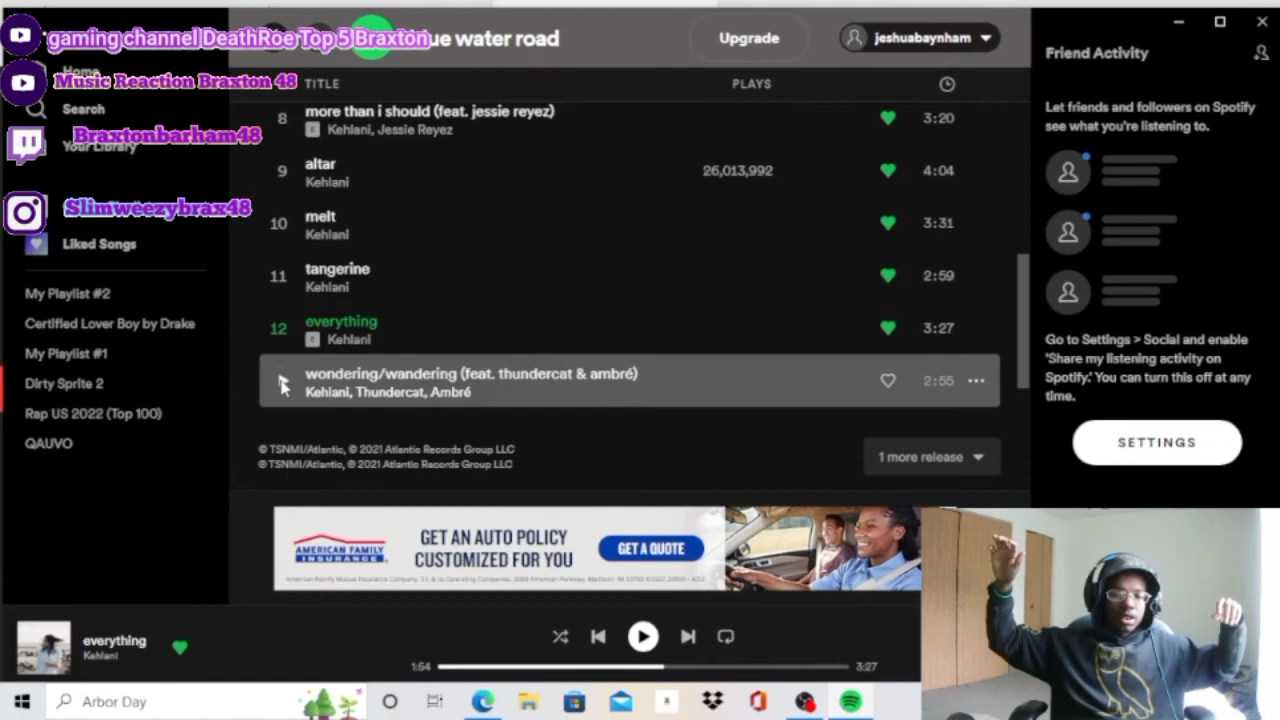 gaming channel DeathRoe Top 5 Braxton
ue water road
Upgrade
jeshuabaynham
Friend Activity
Home
Music Reaction Braxton 48
TITLE
PLAYS
Search
Braxtonbarham48
Your Library
Slimweezybrax48
Liked Songs
My Playlist #2
Certified Lover Boy by Drake
My Playlist #1
Dirty Sprite 2
Rap US 2022 (Top 100)
QAUVO
8 more than i should (feat. jessie reyez) 3:20
E Kehlani, Jessie Reyez
9 altar 26,013,992 4:04
Kehlani
10 melt 3:31
Kehlani
11 tangerine 2:59
Kehlani
12 everything 3:27
E Kehlani
wondering/wandering (feat. thundercat & ambré) 2:55
Kehlani, Thundercat, Ambré
© TSNMI/Atlantic, © 2021 Atlantic Records Group LLC
℗ TSNMI/Atlantic, ℗ 2021 Atlantic Records Group LLC
1 more release
Let friends and followers on Spotify
see what you're listening to.
Go to Settings > Social and enable
'Share my listening activity on
Spotify.' You can turn this off at any
time.
SETTINGS
AMERICAN FAMILY
INSURANCE
GET AN AUTO POLICY
CUSTOMIZED FOR YOU
GET A QUOTE
everything
Kehlani
1:54
3:27
Arbor Day